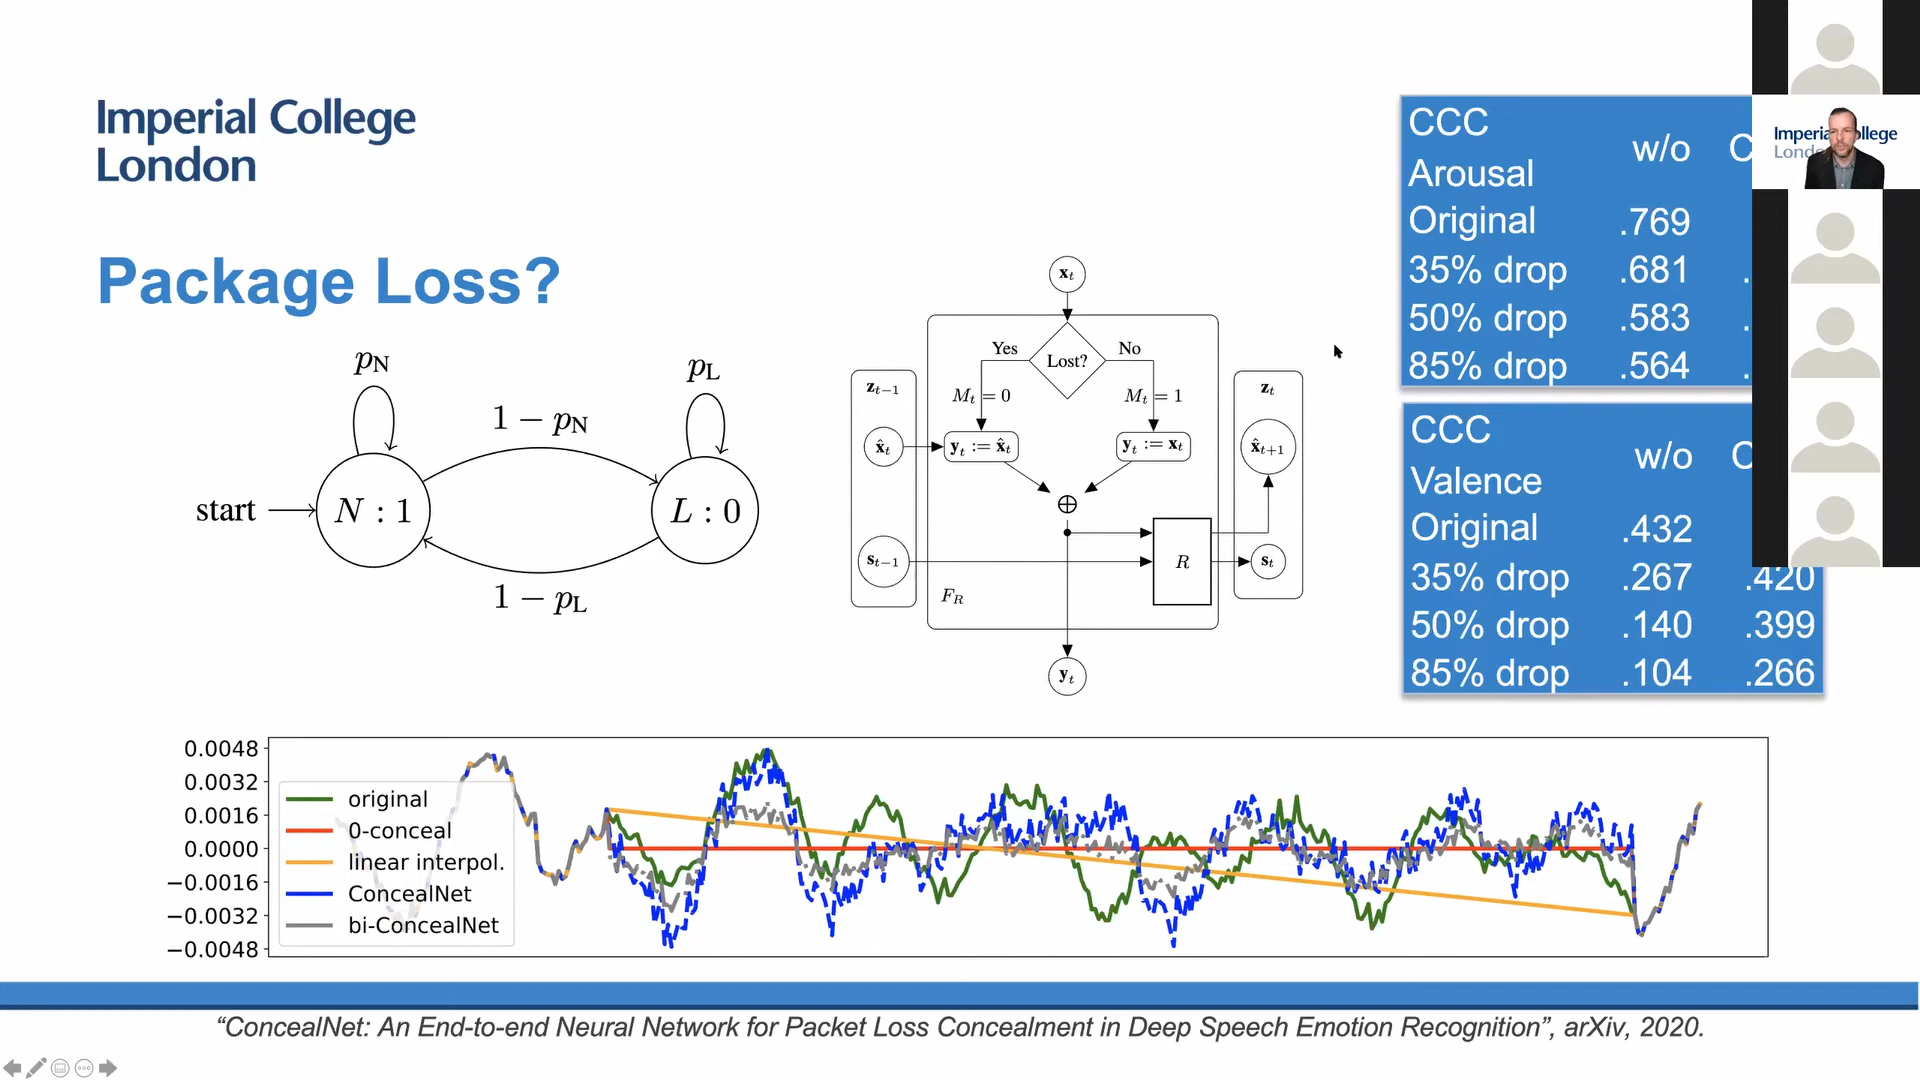 Imperial College
London
Package Loss?
start
N : 1
L : 0
pN
pL
1 − pN
1 − pL
xt
Lost?
Yes
No
Mt = 0
Mt = 1
zt−1
x̂t
st−1
yt := x̂t
yt := xt
⊕
R
FR
zt
x̂t+1
st
yt
CCC
Arousal
w/o
Original .769
35% drop .681
50% drop .583
85% drop .564
CCC
Valence
w/o
Original .432
35% drop .267 .420
50% drop .140 .399
85% drop .104 .266
0.0048
0.0032
0.0016
0.0000
−0.0016
−0.0032
−0.0048
original
0-conceal
linear interpol.
ConcealNet
bi-ConcealNet
“ConcealNet: An End-to-end Neural Network for Packet Loss Concealment in Deep Speech Emotion Recognition”, arXiv, 2020.